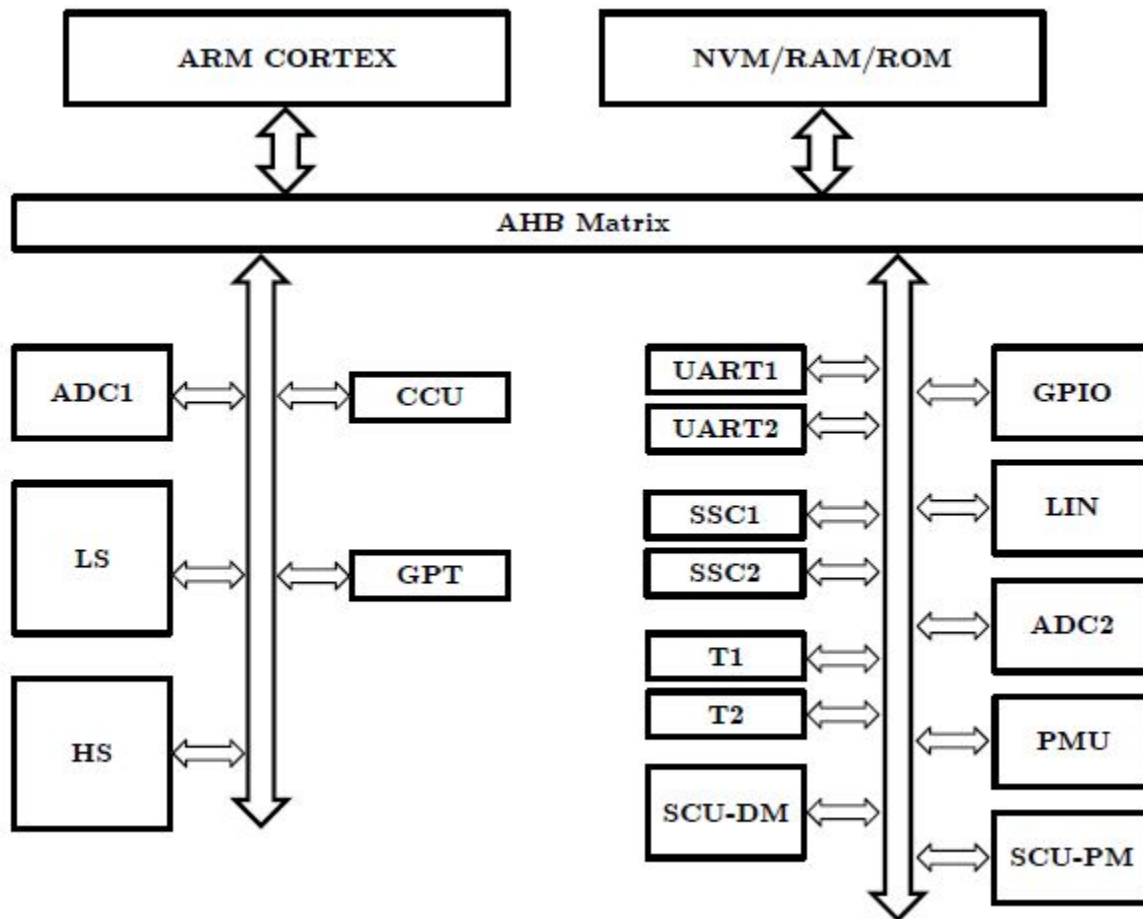 ARM CORTEX
NVM/RAM/ROM
AHB Matrix
ADC1
CCU
LS
GPT
HS
UART1
UART2
SSC1
SSC2
T1
T2
SCU-DM
GPIO
LIN
ADC2
PMU
SCU-PM